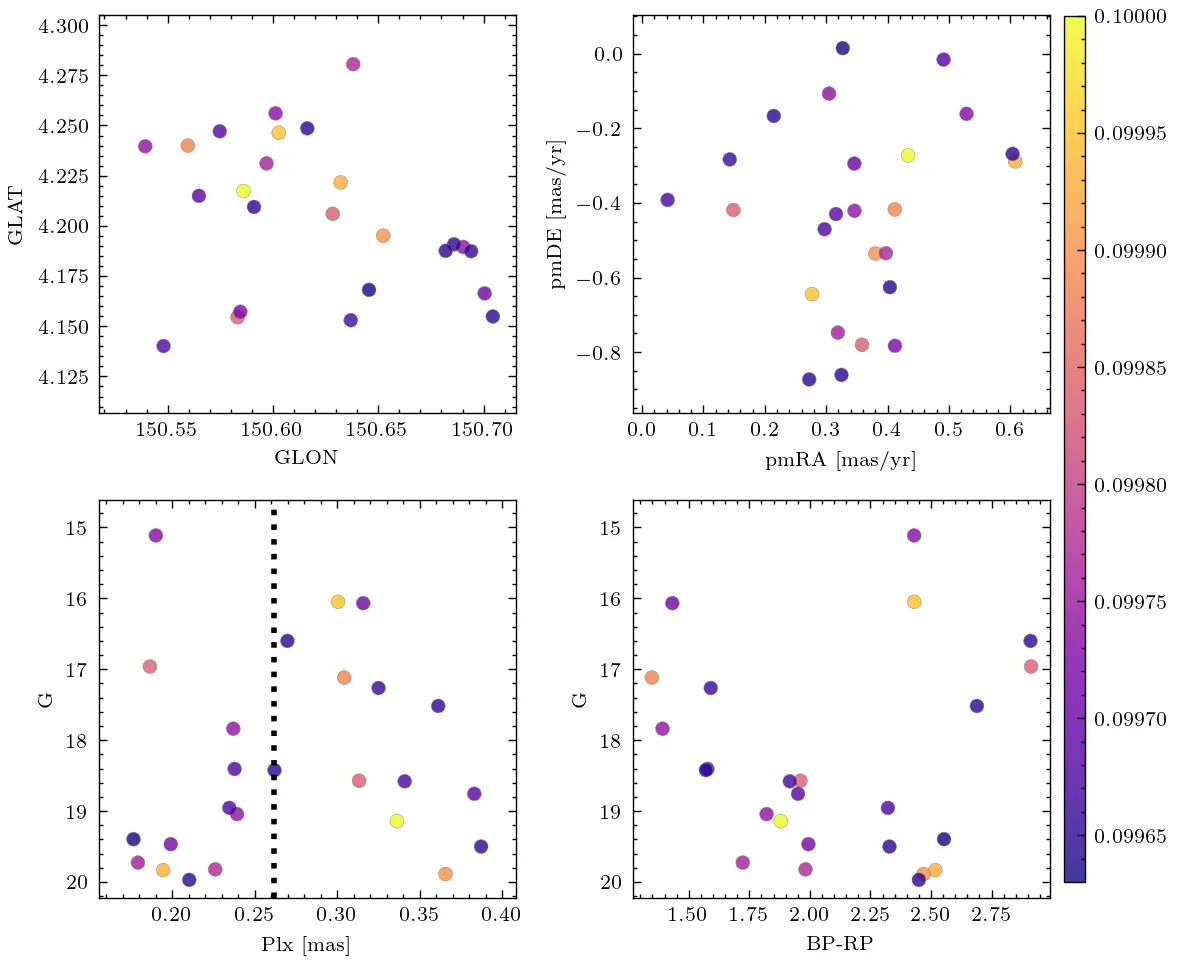 4.300
4.275
4.250
4.225
4.200
4.175
4.150
4.125
GLAT
150.55 150.60 150.65 150.70
GLON
0.0
−0.2
−0.4
−0.6
−0.8
pmDE [mas/yr]
0.0 0.1 0.2 0.3 0.4 0.5 0.6
pmRA [mas/yr]
15
16
17
18
19
20
G
0.20 0.25 0.30 0.35 0.40
Plx [mas]
15
16
17
18
19
20
G
1.50 1.75 2.00 2.25 2.50 2.75
BP-RP
0.10000
0.09995
0.09990
0.09985
0.09980
0.09975
0.09970
0.09965